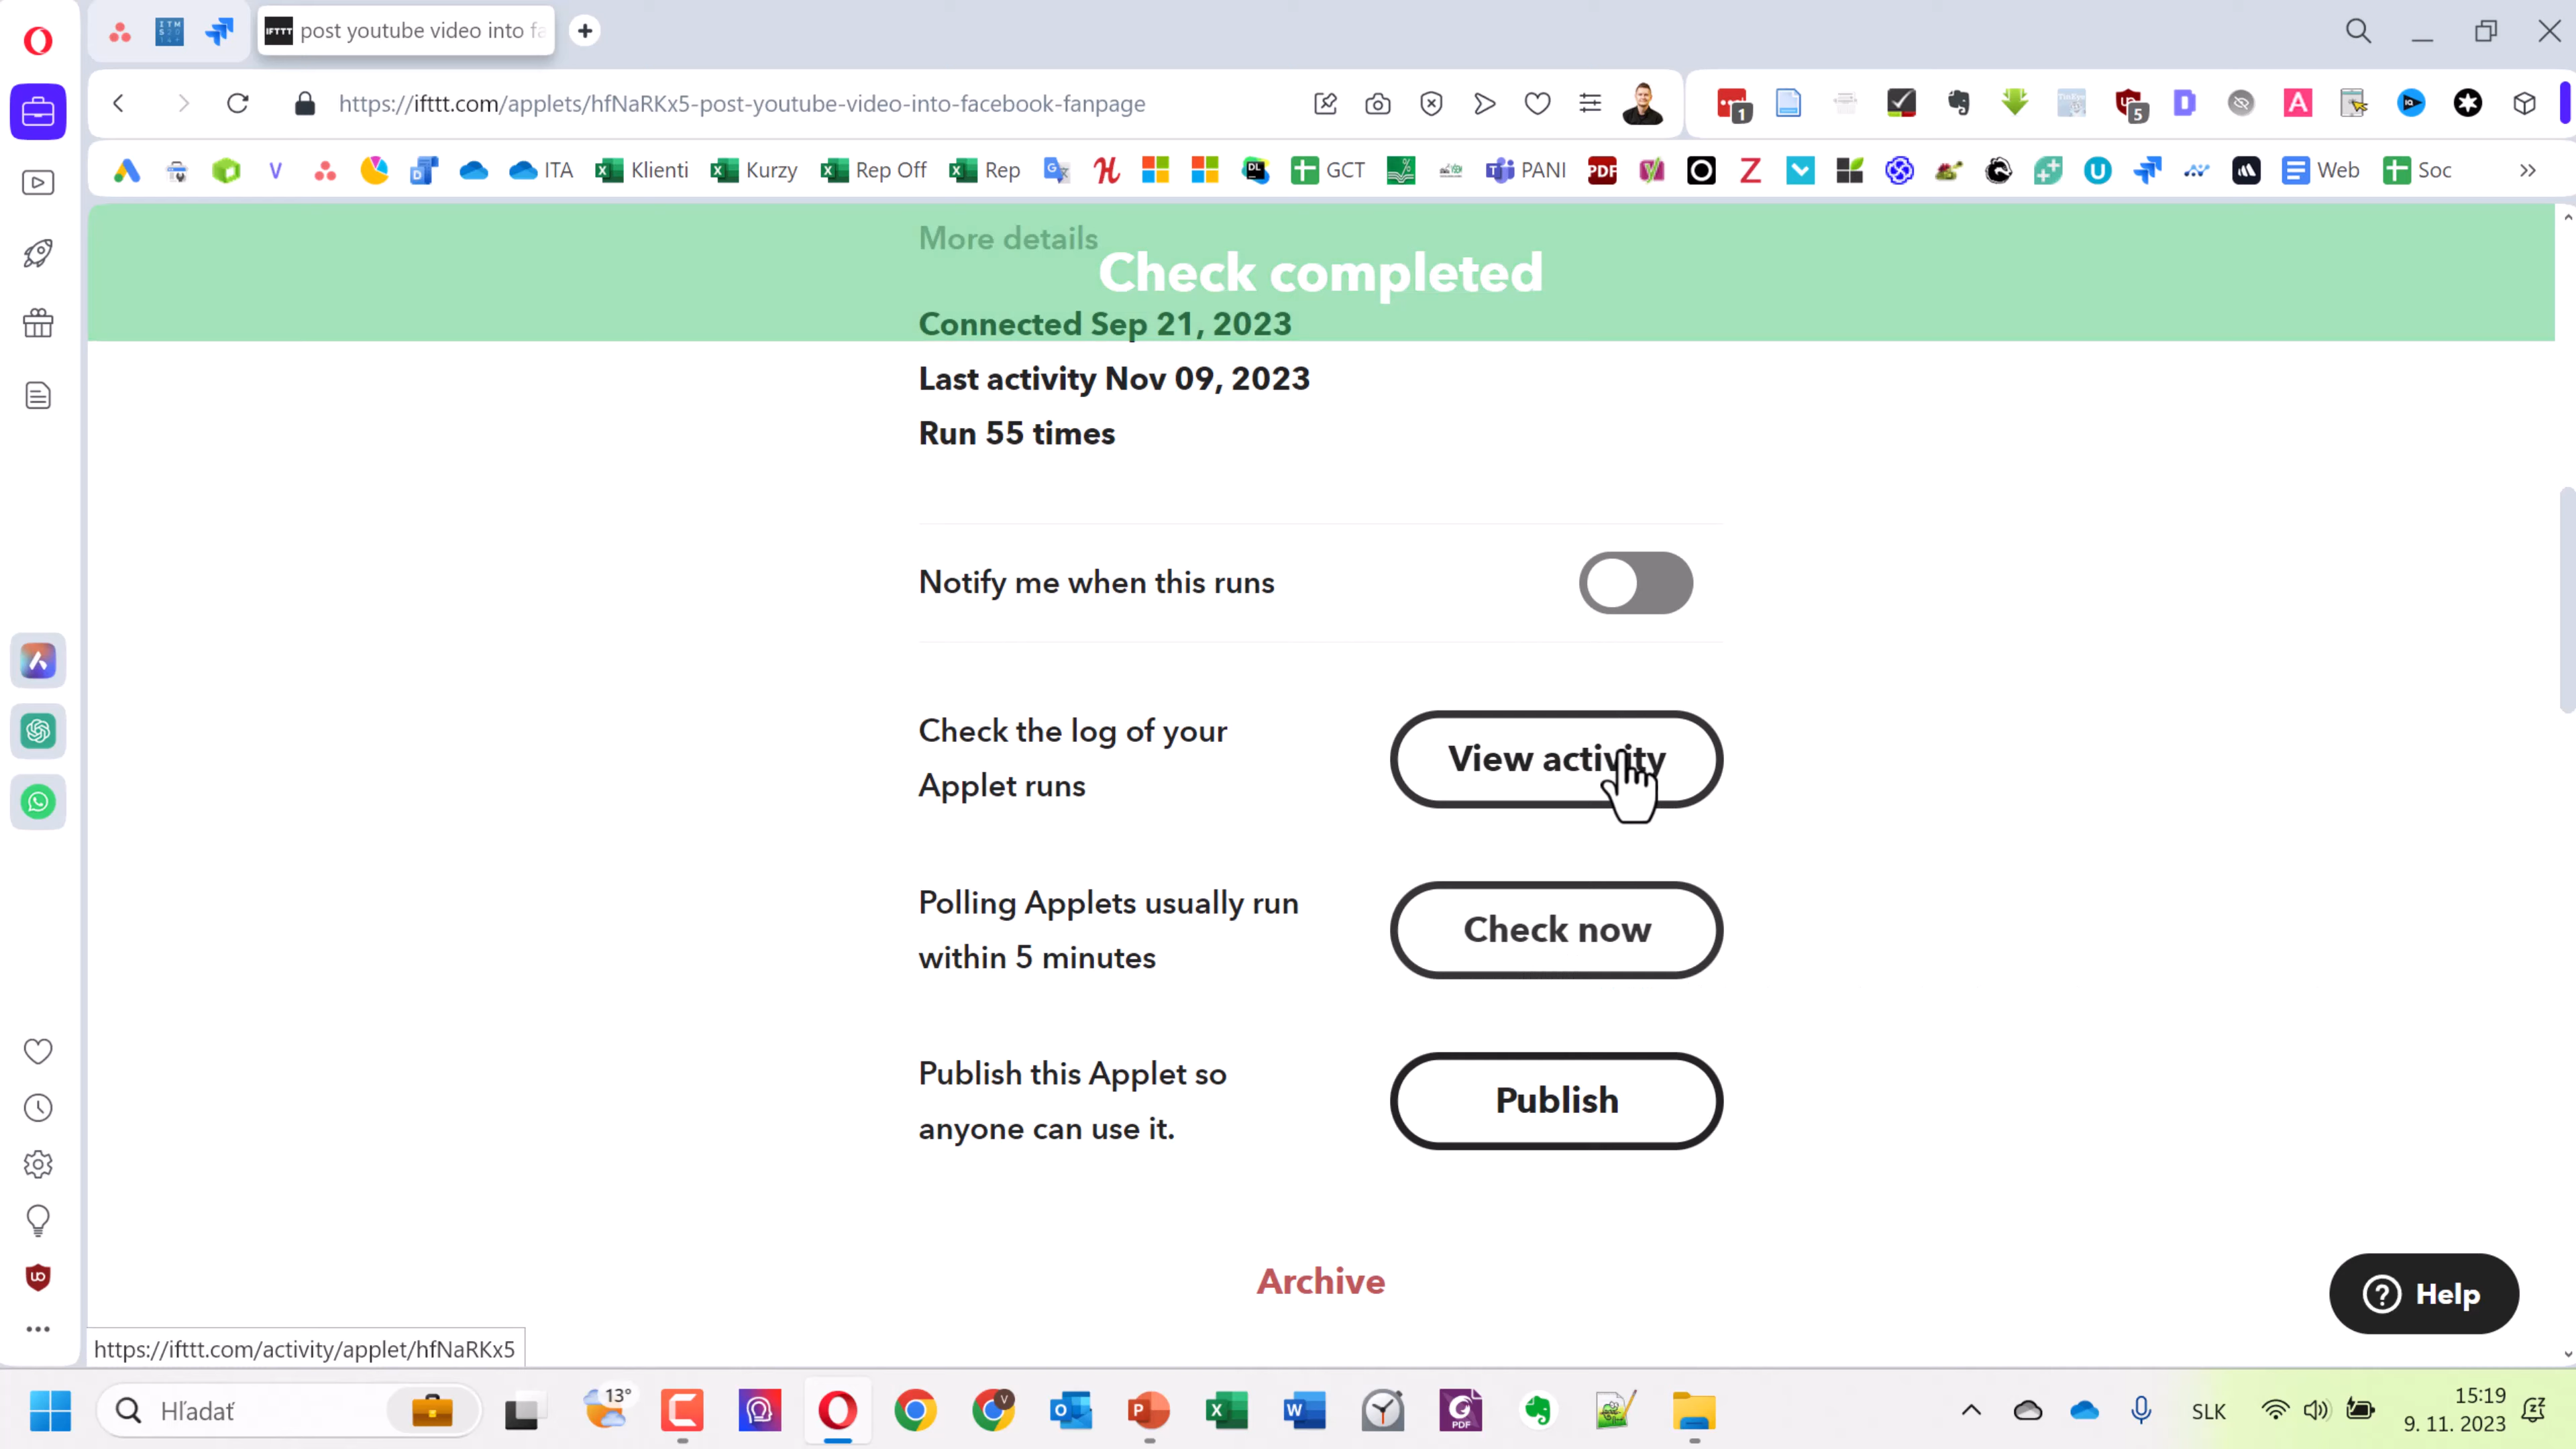 IFTTT post youtube video into fa
https://ifttt.com/applets/hfNaRKx5-post-youtube-video-into-facebook-fanpage
1
5
ITA Klienti Kurzy Rep Off Rep GCT PANI PDF Web Soc
More details
Check completed
Connected Sep 21, 2023
Last activity Nov 09, 2023
Run 55 times
Notify me when this runs
Check the log of your
Applet runs
View activity
Polling Applets usually run
within 5 minutes
Check now
Publish this Applet so
anyone can use it.
Publish
Archive
Help
https://ifttt.com/activity/applet/hfNaRKx5
Hľadať
13°
SLK
15:19
9. 11. 2023